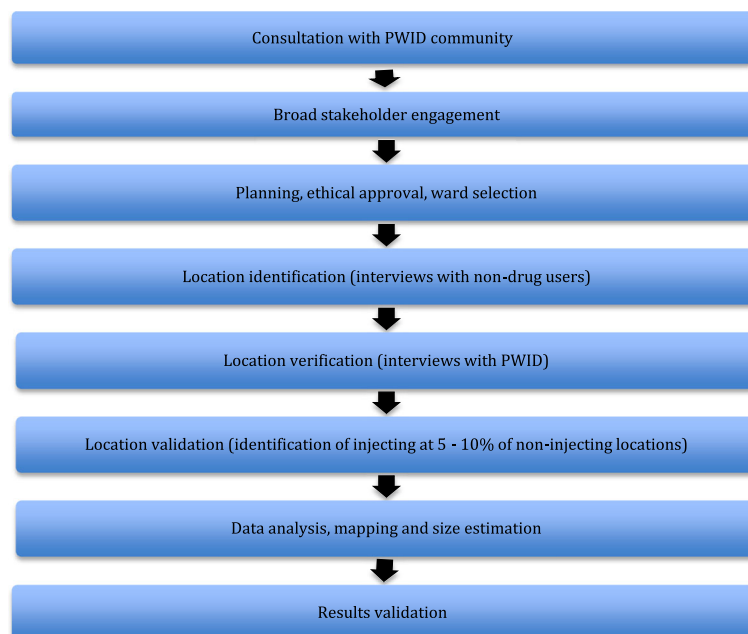 Consultation with PWID community
Broad stakeholder engagement
Planning, ethical approval, ward selection
Location identification (interviews with non-drug users)
Location verification (interviews with PWID)
Location validation (identification of injecting at 5 - 10% of non-injecting locations)
Data analysis, mapping and size estimation
Results validation